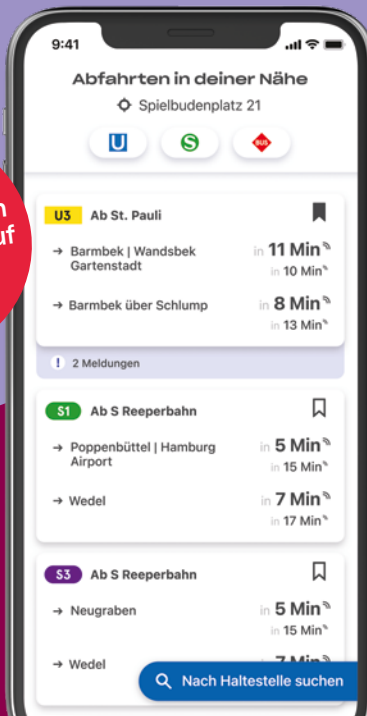 9:41
Abfahrten in deiner Nähe
Spielbudenplatz 21
U
S
BUS
U3 Ab St. Pauli
→ Barmbek | Wandsbek in 11 Min
Gartenstadt in 10 Min
→ Barmbek über Schlump in 8 Min
in 13 Min
! 2 Meldungen
S1 Ab S Reeperbahn
→ Poppenbüttel | Hamburg in 5 Min
Airport in 15 Min
→ Wedel in 7 Min
in 17 Min
S3 Ab S Reeperbahn
→ Neugraben in 5 Min
in 15 Min
→ Wedel 7 Min
Nach Haltestelle suchen